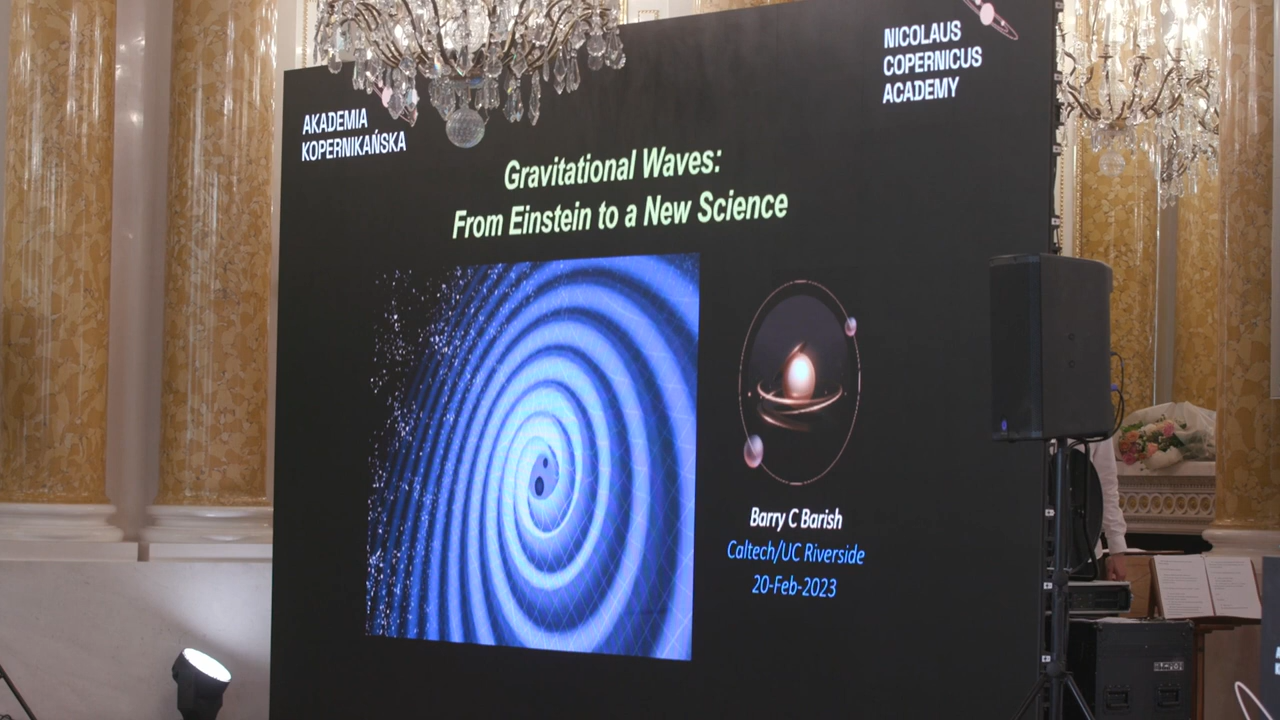 AKADEMIA
KOPERNIKAŃSKA
NICOLAUS
COPERNICUS
ACADEMY
Gravitational Waves:
From Einstein to a New Science
Barry C Barish
Caltech/UC Riverside
20-Feb-2023